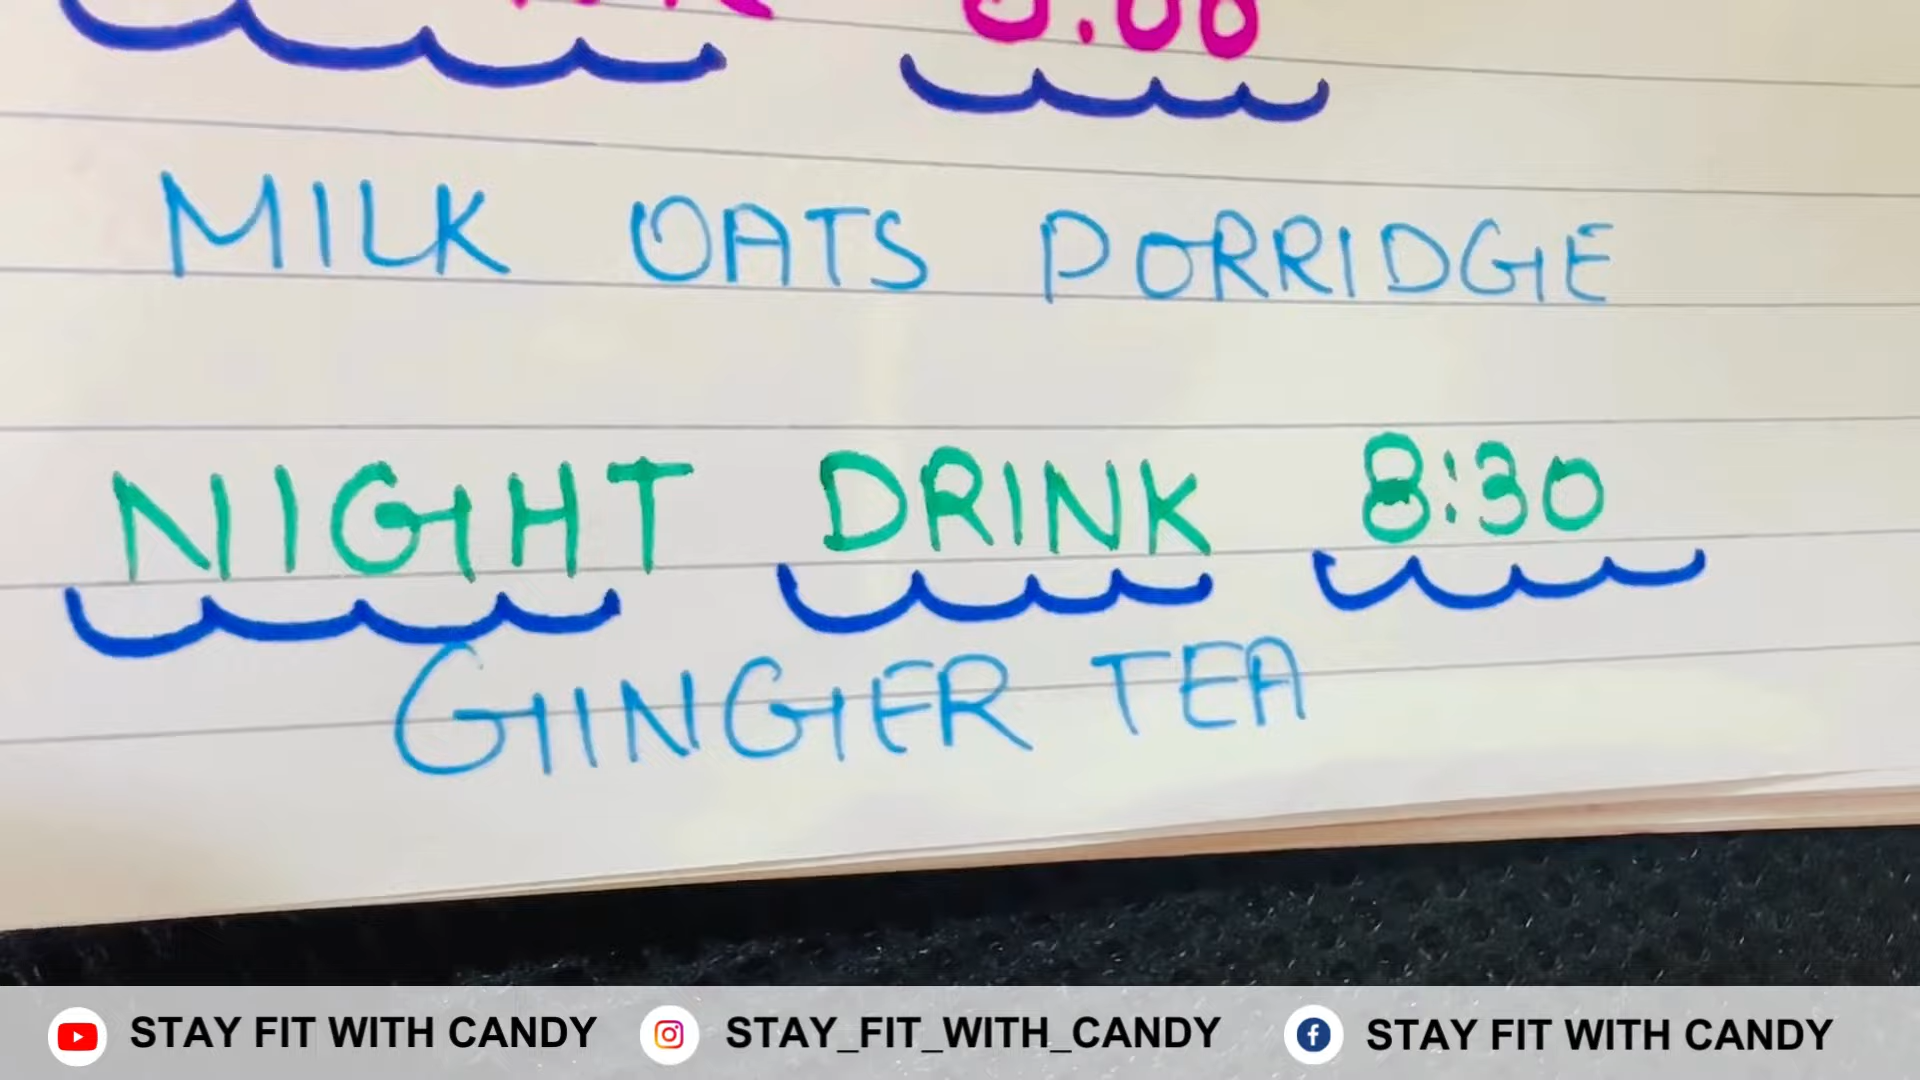 MILK OATS PORRIDGE
NIGHT DRINK 8:30
GINGER TEA
STAY FIT WITH CANDY STAY_FIT_WITH_CANDY STAY FIT WITH CANDY